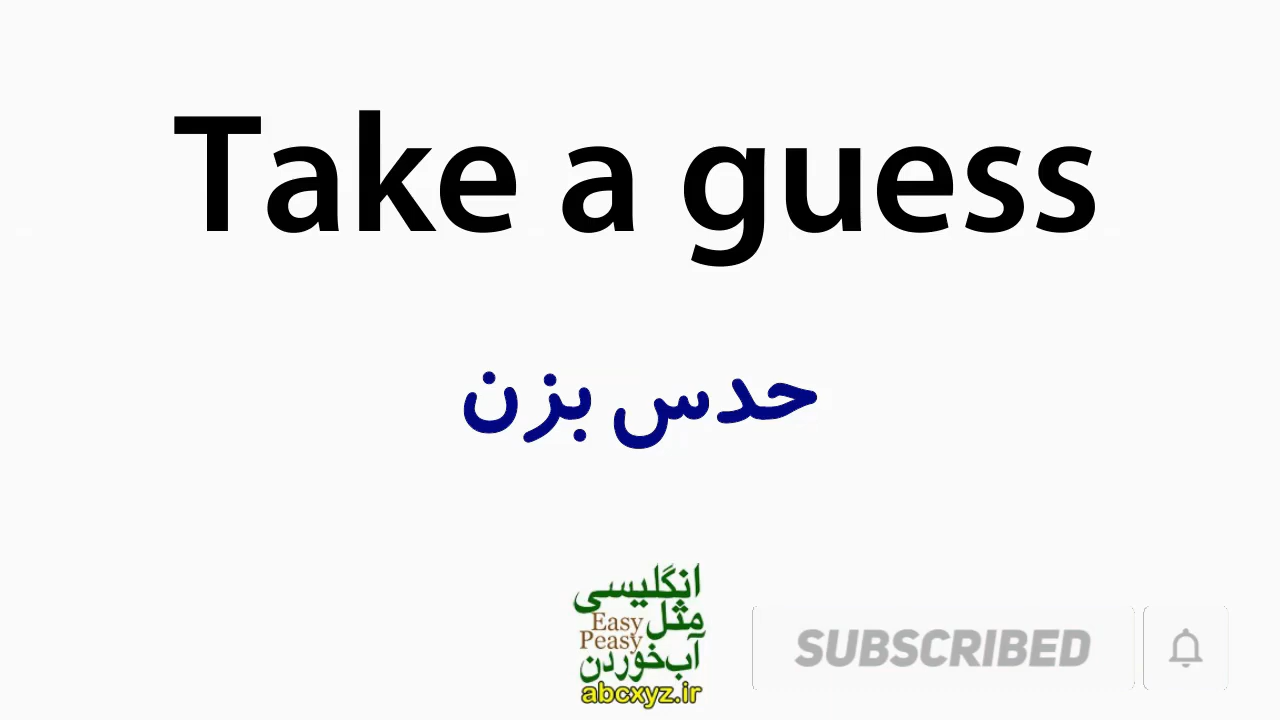 Take a guess
حدس بزن
انگلیسی
مثل
Easy
Peasy
آب‌خوردن
abcxyz.ir
SUBSCRIBED